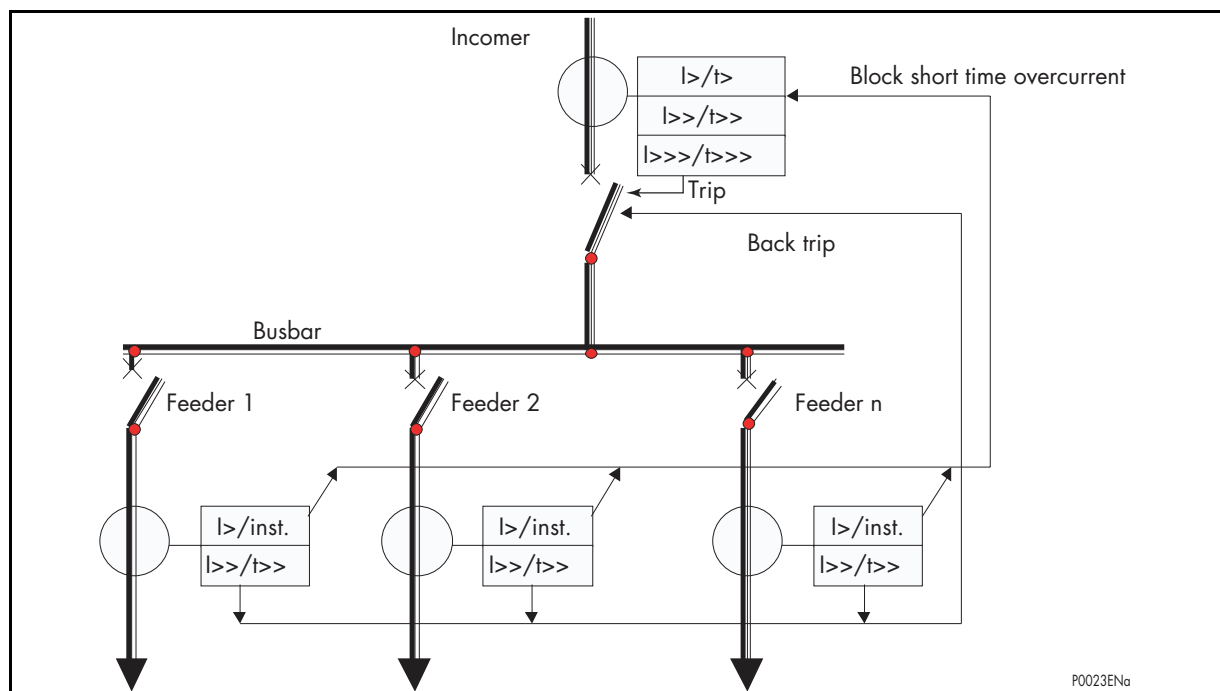 Incomer
I>/t>
I>>/t>>
I>>>/t>>>
Block short time overcurrent
Trip
Back trip
Busbar
Feeder 1
Feeder 2
Feeder n
I>/inst.
I>>/t>>
I>/inst.
I>>/t>>
I>/inst.
I>>/t>>
P0023ENa